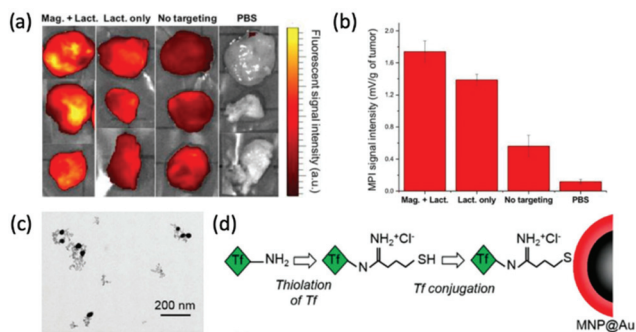 (a)
Mag. + Lact. Lact. only No targeting PBS
Fluorescent signal intensity (a.u.)
(b)
MPI signal intensity (mV/g of tumor)
2.0
1.6
1.2
0.8
0.4
0.0
Mag. + Lact. Lact. only No targeting PBS
(c)
200 nm
(d)
Tf NH₂
Thiolation
of Tf
NH₂⁺Cl⁻
Tf N SH
Tf conjugation
NH₂⁺Cl⁻
Tf N S
MNP@Au